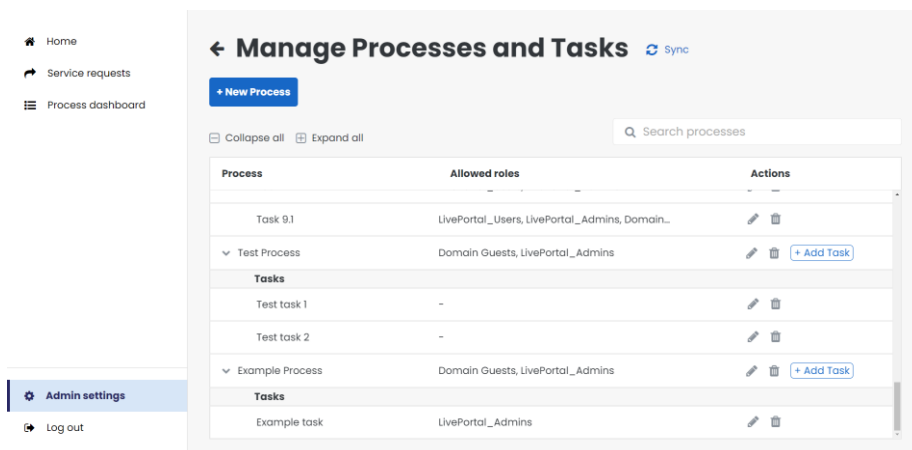 Home
Service requests
Process dashboard
Admin settings
Log out
Manage Processes and Tasks
Sync
+ New Process
Collapse all
Expand all
Search processes
Process Allowed roles Actions
Task 9.1 LivePortal_Users, LivePortal_Admins, Domain...
Test Process Domain Guests, LivePortal_Admins + Add Task
Tasks
Test task 1 -
Test task 2 -
Example Process Domain Guests, LivePortal_Admins + Add Task
Tasks
Example task LivePortal_Admins